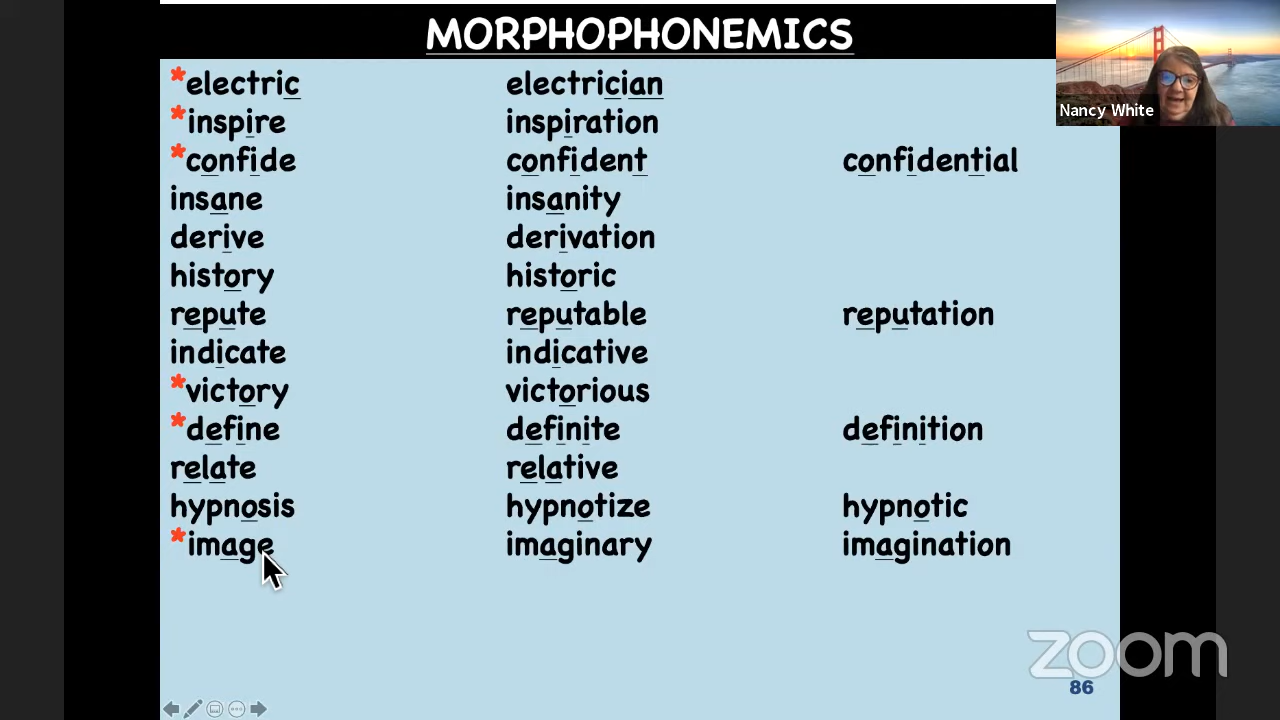 MORPHOPHONEMICS
Nancy White
*electric electrician
*inspire inspiration
*confide confident confidential
insane insanity
derive derivation
history historic
repute reputable reputation
indicate indicative
*victory victorious
*define definite definition
relate relative
hypnosis hypnotize hypnotic
*image imaginary imagination
zoom
86